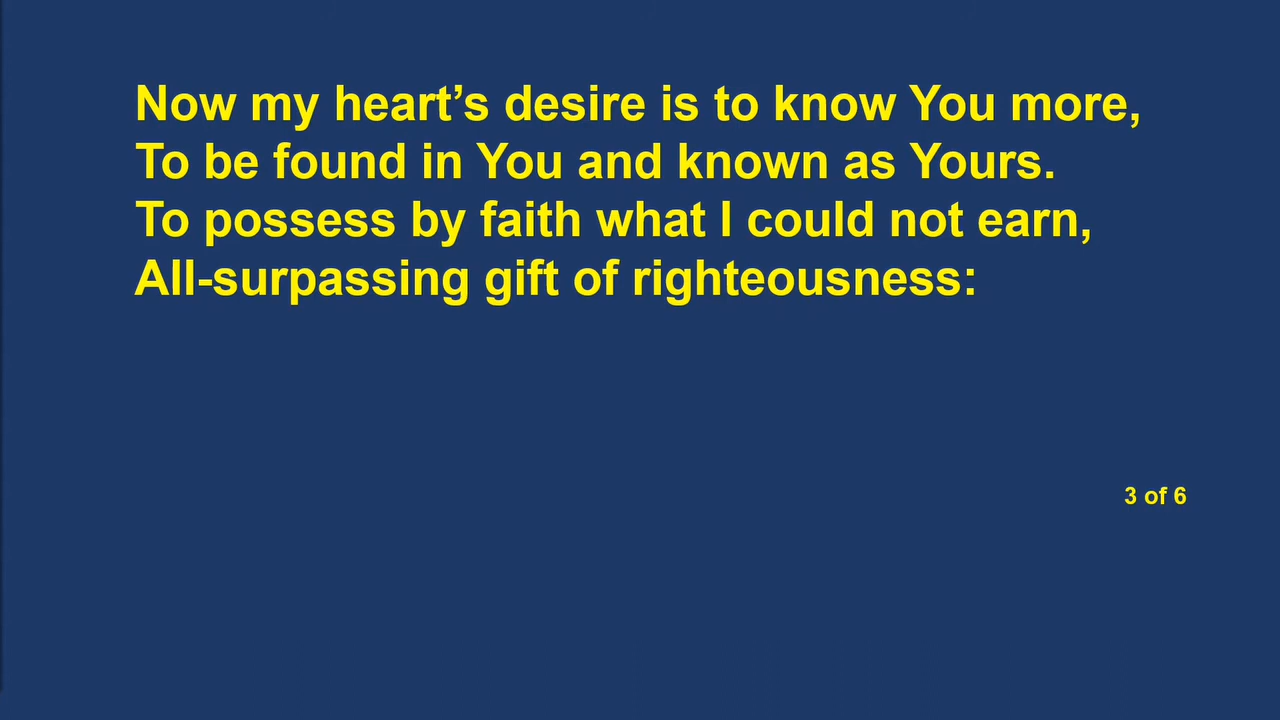 Now my heart’s desire is to know You more,
To be found in You and known as Yours.
To possess by faith what I could not earn,
All-surpassing gift of righteousness:
3 of 6